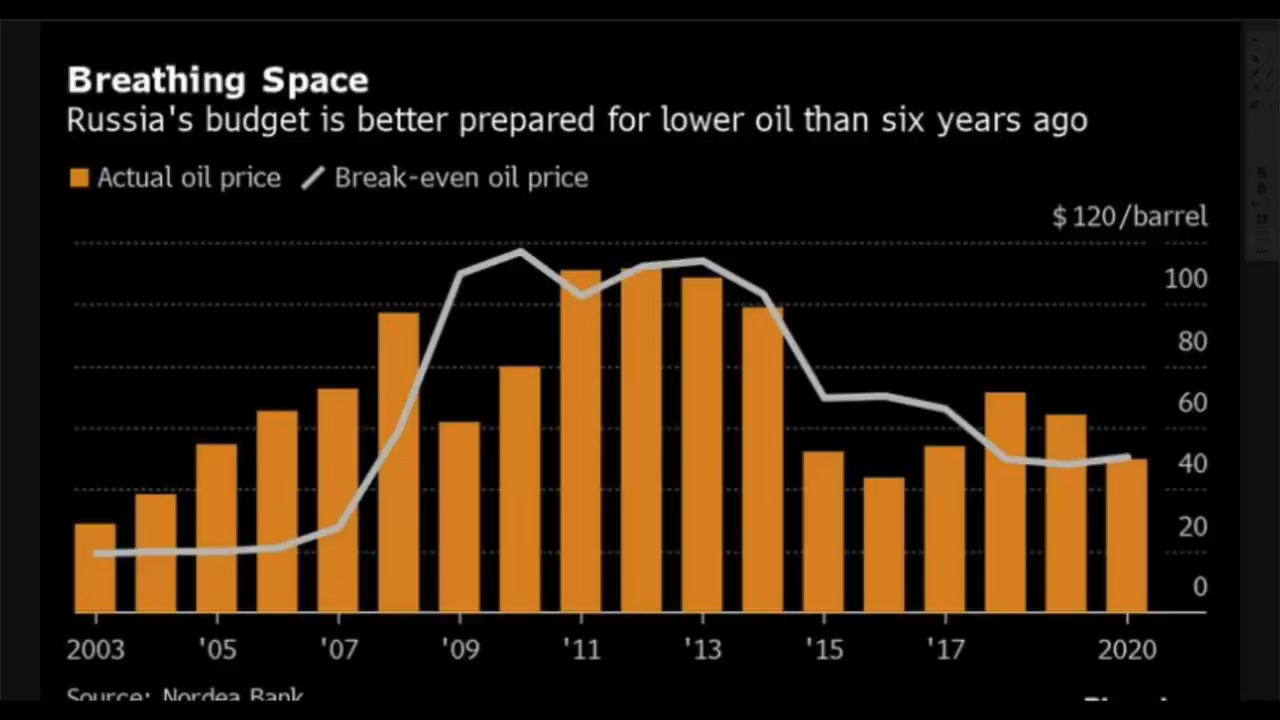 Breathing Space
Russia's budget is better prepared for lower oil than six years ago
Actual oil price Break-even oil price
$120/barrel
100
80
60
40
20
0
2003 '05 '07 '09 '11 '13 '15 '17 2020
Source: Nordea Bank